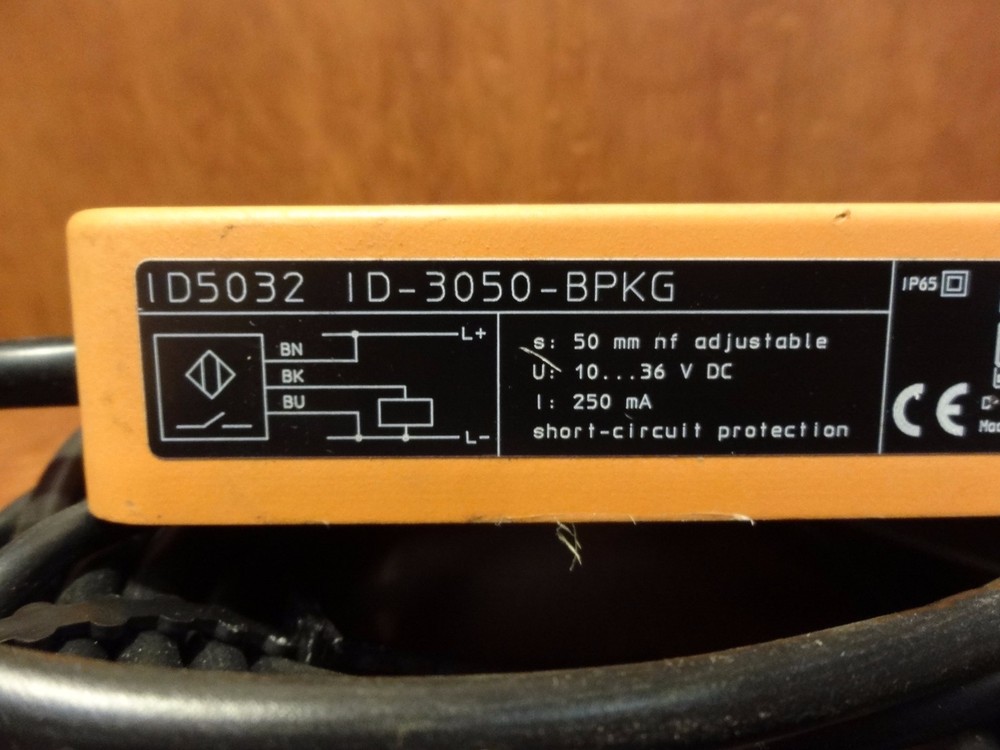 ID5032 ID-3050-BPKG
IP65
BN
BK
BU
L+
L-
s: 50 mm nf adjustable
U: 10...36 V DC
I: 250 mA
short-circuit protection
CE